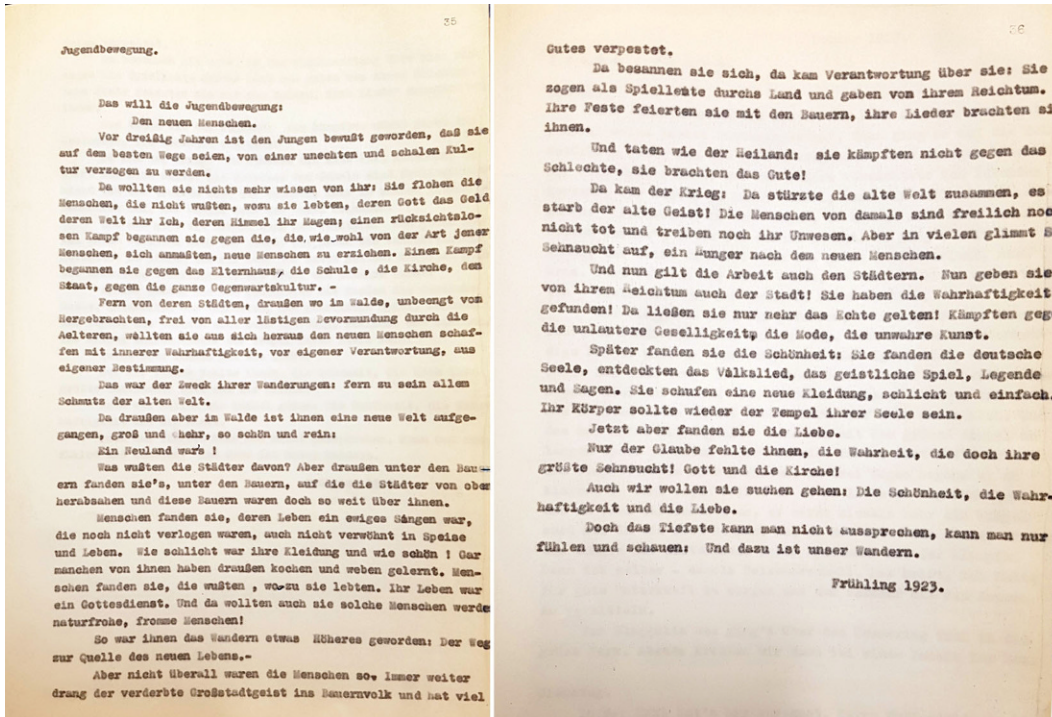 35
Jugendbewegung.
Das will die Jugendbewegung:
Den neuen Menschen.
Vor dreißig Jahren ist den Jungen bewußt geworden, daß sie
auf dem besten Wege seien, von einer unechten und schalen Kul-
tur verzogen zu werden.
Da wollten sie nichts mehr wissen von ihr: Sie flohen die
Menschen, die nicht wußten, wozu sie lebten, deren Gott das Geld
deren Welt ihr Ich, deren Himmel ihr Magen; einen rücksichtslo-
sen Kampf begannen sie gegen die, die,wie wohl von der Art jener
Menschen, sich anmaßten, neue Menschen zu erziehen. Einen Kampf
begannen sie gegen das Elternhaus, die Schule , die Kirche, den
Staat, gegen die ganze Gegenwartskultur. -
Fern von deren Städten, draußen wo im Walde, unbeengt vom
Hergebrachten, frei von aller lästigen Bevormundung durch die
Aelteren, wollten sie aus sich heraus den neuen Menschen schaf-
fen mit innerer Wahrhaftigkeit, vor eigener Verantwortung, aus
eigener Bestimmung.
Das war der Zweck ihrer Wanderungen: fern zu sein allem
Schmutz der alten Welt.
Da draußen aber im Walde ist ihnen eine neue Welt aufge-
gangen, groß und hehr, so schön und rein:
Ein Neuland war's !
Was wußten die Städter davon? Aber draußen unter den Bau-
ern fanden sie's, unter den Bauern, auf die die Städter von oben
herabsahen und diese Bauern waren doch so weit über ihnen.
Menschen fanden sie, deren Leben ein ewiges Singen war,
die noch nicht verlogen waren, auch nicht verwöhnt in Speise
und Leben. Wie schlicht war ihre Kleidung und wie schön ! Gar
manchen von ihnen haben draußen kochen und weben gelernt. Men-
schen fanden sie, die wußten , wo-zu sie lebten. Ihr Leben war
ein Gottesdienst. Und da wollten auch sie solche Menschen werde
naturfrohe, fromme Menschen!
So war ihnen das Wandern etwas Höheres geworden: Der Weg
zur Quelle des neuen Lebens.-
Aber nicht überall waren die Menschen so. Immer weiter
drang der verderbte Großstadtgeist ins Bauernvolk und hat viel
36
Gutes verpestet.
Da besannen sie sich, da kam Verantwortung über sie: Sie
zogen als Spielleute durchs Land und gaben von ihrem Reichtum.
Ihre Feste feierten sie mit den Bauern, ihre Lieder brachten si
ihnen.
Und taten wie der Heiland: sie kämpften nicht gegen das
Schlechte, sie brachten das Gute!
Da kam der Krieg: Da stürzte die alte Welt zusammen, es
starb der alte Geist! Die Menschen von damals sind freilich noc
nicht tot und treiben noch ihr Unwesen. Aber in vielen glimmt S
Sehnsucht auf, ein Hunger nach dem neuen Menschen.
Und nun gilt die Arbeit auch den Städtern. Nun geben sie
von ihrem Reichtum auch der Stadt! Sie haben die Wahrhaftigkeit
gefunden! Da ließen sie nur nehr das Echte gelten! Kämpften geg
die unlautere Geselligkeit, die Mode, die unwahre Kunst.
Später fanden sie die Schönheit: Sie fanden die deutsche
Seele, entdeckten das Volkslied, das geistliche Spiel, Legende
und Sagen. Sie schufen eine neue Kleidung, schlicht und einfach.
Ihr Körper sollte wieder der Tempel ihrer Seele sein.
Jetzt aber fanden sie die Liebe.
Nur der Glaube fehlte ihnen, die Wahrheit, die doch ihre
größte Sehnsucht! Gott und die Kirche!
Auch wir wollen sie suchen gehen: Die Schönheit, die Wahr-
haftigkeit und die Liebe.
Doch das Tiefste kann man nicht aussprechen, kann man nur
fühlen und schauen: Und dazu ist unser Wandern.
Frühling 1923.